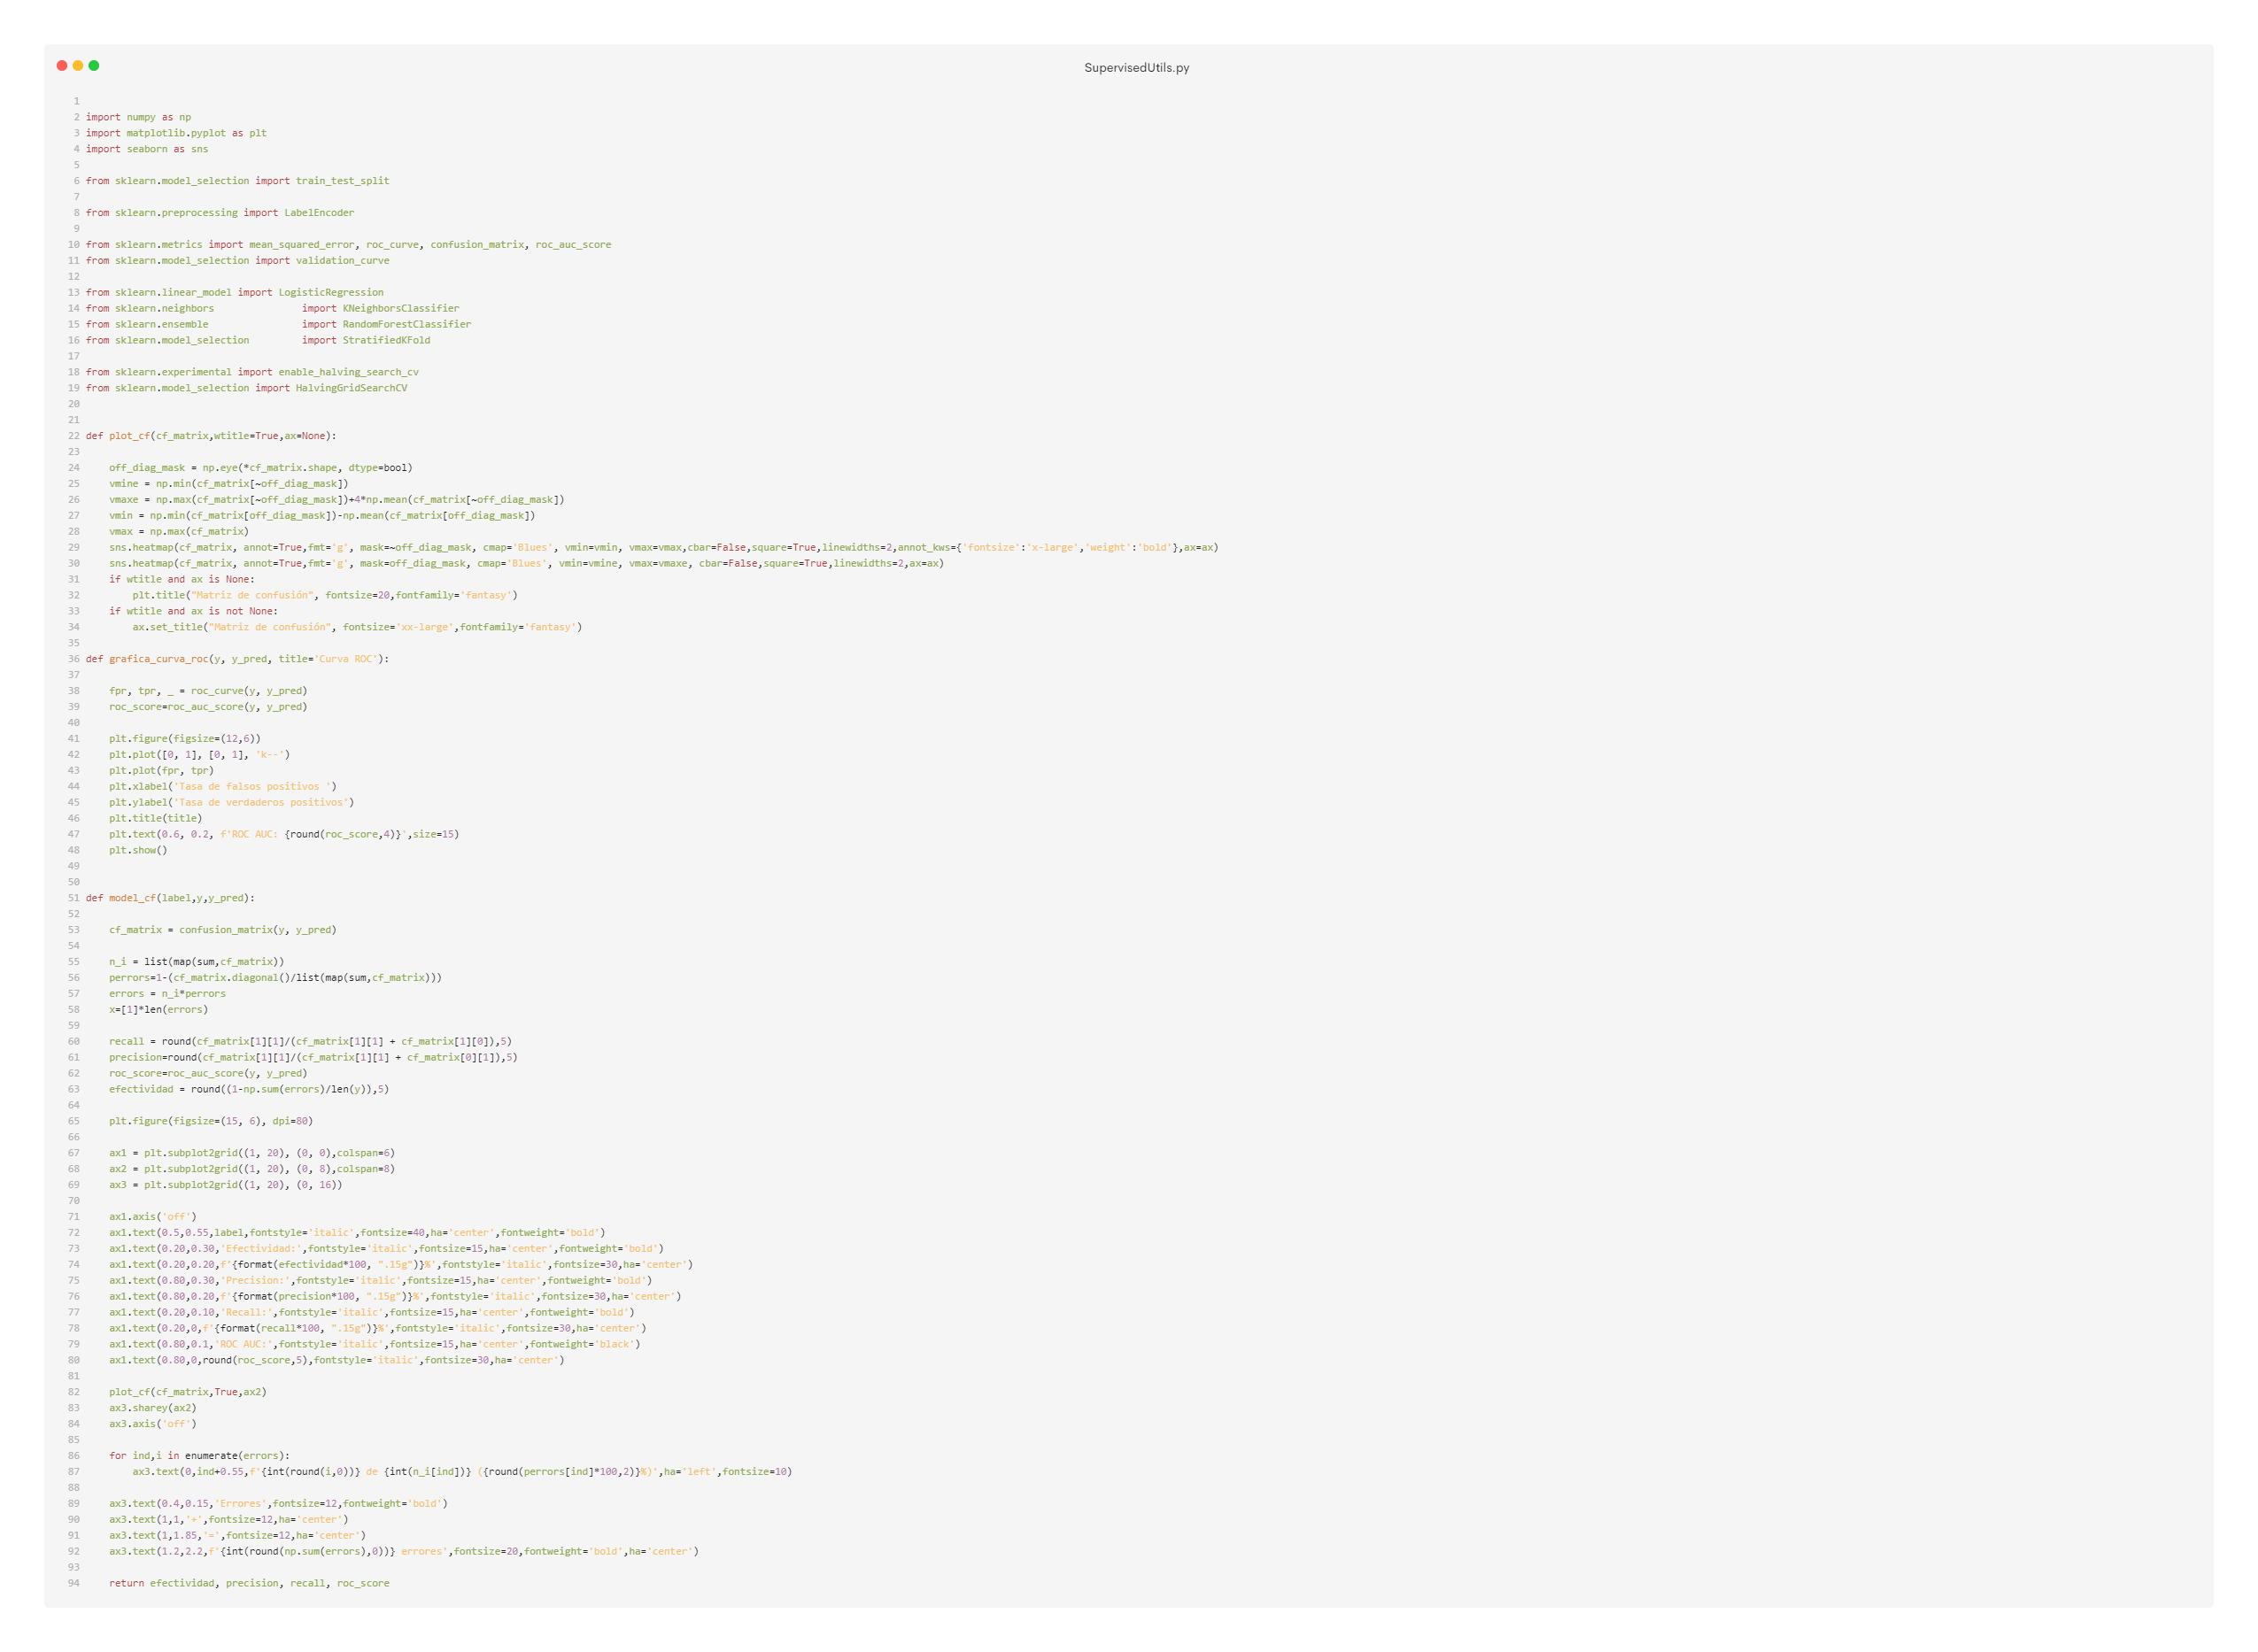 SupervisedUtils.py
1
2 import numpy as np
3 import matplotlib.pyplot as plt
4 import seaborn as sns
5
6 from sklearn.model_selection import train_test_split
7
8 from sklearn.preprocessing import LabelEncoder
9
10 from sklearn.metrics import mean_squared_error, roc_curve, confusion_matrix, roc_auc_score
11 from sklearn.model_selection import validation_curve
12
13 from sklearn.linear_model import LogisticRegression
14 from sklearn.neighbors               import KNeighborsClassifier
15 from sklearn.ensemble                import RandomForestClassifier
16 from sklearn.model_selection         import StratifiedKFold
17
18 from sklearn.experimental import enable_halving_search_cv
19 from sklearn.model_selection import HalvingGridSearchCV
20
21
22 def plot_cf(cf_matrix,wtitle=True,ax=None):
23
24     off_diag_mask = np.eye(*cf_matrix.shape, dtype=bool)
25     vmine = np.min(cf_matrix[~off_diag_mask])
26     vmaxe = np.max(cf_matrix[~off_diag_mask])+4*np.mean(cf_matrix[~off_diag_mask])
27     vmin = np.min(cf_matrix[off_diag_mask])-np.mean(cf_matrix[off_diag_mask])
28     vmax = np.max(cf_matrix)
29     sns.heatmap(cf_matrix, annot=True,fmt='g', mask=~off_diag_mask, cmap='Blues', vmin=vmin, vmax=vmax,cbar=False,square=True,linewidths=2,annot_kws={'fontsize':'x-large','weight':'bold'},ax=ax)
30     sns.heatmap(cf_matrix, annot=True,fmt='g', mask=off_diag_mask, cmap='Blues', vmin=vmine, vmax=vmaxe, cbar=False,square=True,linewidths=2,ax=ax)
31     if wtitle and ax is None:
32         plt.title("Matriz de confusión", fontsize=20,fontfamily='fantasy')
33     if wtitle and ax is not None:
34         ax.set_title("Matriz de confusión", fontsize='xx-large',fontfamily='fantasy')
35
36 def grafica_curva_roc(y, y_pred, title='Curva ROC'):
37
38     fpr, tpr, _ = roc_curve(y, y_pred)
39     roc_score=roc_auc_score(y, y_pred)
40
41     plt.figure(figsize=(12,6))
42     plt.plot([0, 1], [0, 1], 'k--')
43     plt.plot(fpr, tpr)
44     plt.xlabel('Tasa de falsos positivos ')
45     plt.ylabel('Tasa de verdaderos positivos')
46     plt.title(title)
47     plt.text(0.6, 0.2, f'ROC AUC: {round(roc_score,4)}',size=15)
48     plt.show()
49
50
51 def model_cf(label,y,y_pred):
52
53     cf_matrix = confusion_matrix(y, y_pred)
54
55     n_i = list(map(sum,cf_matrix))
56     perrors=1-(cf_matrix.diagonal()/list(map(sum,cf_matrix)))
57     errors = n_i*perrors
58     x=[1]*len(errors)
59
60     recall = round(cf_matrix[1][1]/(cf_matrix[1][1] + cf_matrix[1][0]),5)
61     precision=round(cf_matrix[1][1]/(cf_matrix[1][1] + cf_matrix[0][1]),5)
62     roc_score=roc_auc_score(y, y_pred)
63     efectividad = round((1-np.sum(errors)/len(y)),5)
64
65     plt.figure(figsize=(15, 6), dpi=80)
66
67     ax1 = plt.subplot2grid((1, 20), (0, 0),colspan=6)
68     ax2 = plt.subplot2grid((1, 20), (0, 8),colspan=8)
69     ax3 = plt.subplot2grid((1, 20), (0, 16))
70
71     ax1.axis('off')
72     ax1.text(0.5,0.55,label,fontstyle='italic',fontsize=40,ha='center',fontweight='bold')
73     ax1.text(0.20,0.30,'Efectividad:',fontstyle='italic',fontsize=15,ha='center',fontweight='bold')
74     ax1.text(0.20,0.20,f'{format(efectividad*100, ".15g")}%',fontstyle='italic',fontsize=30,ha='center')
75     ax1.text(0.80,0.30,'Precision:',fontstyle='italic',fontsize=15,ha='center',fontweight='bold')
76     ax1.text(0.80,0.20,f'{format(precision*100, ".15g")}%',fontstyle='italic',fontsize=30,ha='center')
77     ax1.text(0.20,0.10,'Recall:',fontstyle='italic',fontsize=15,ha='center',fontweight='bold')
78     ax1.text(0.20,0,f'{format(recall*100, ".15g")}%',fontstyle='italic',fontsize=30,ha='center')
79     ax1.text(0.80,0.1,'ROC AUC:',fontstyle='italic',fontsize=15,ha='center',fontweight='black')
80     ax1.text(0.80,0,round(roc_score,5),fontstyle='italic',fontsize=30,ha='center')
81
82     plot_cf(cf_matrix,True,ax2)
83     ax3.sharey(ax2)
84     ax3.axis('off')
85
86     for ind,i in enumerate(errors):
87         ax3.text(0,ind+0.55,f'{int(round(i,0))} de {int(n_i[ind])} ({round(perrors[ind]*100,2)}%)',ha='left',fontsize=10)
88
89     ax3.text(0.4,0.15,'Errores',fontsize=12,fontweight='bold')
90     ax3.text(1,1,'+',fontsize=12,ha='center')
91     ax3.text(1,1.85,'=',fontsize=12,ha='center')
92     ax3.text(1.2,2.2,f'{int(round(np.sum(errors),0))} errores',fontsize=20,fontweight='bold',ha='center')
93
94     return efectividad, precision, recall, roc_score